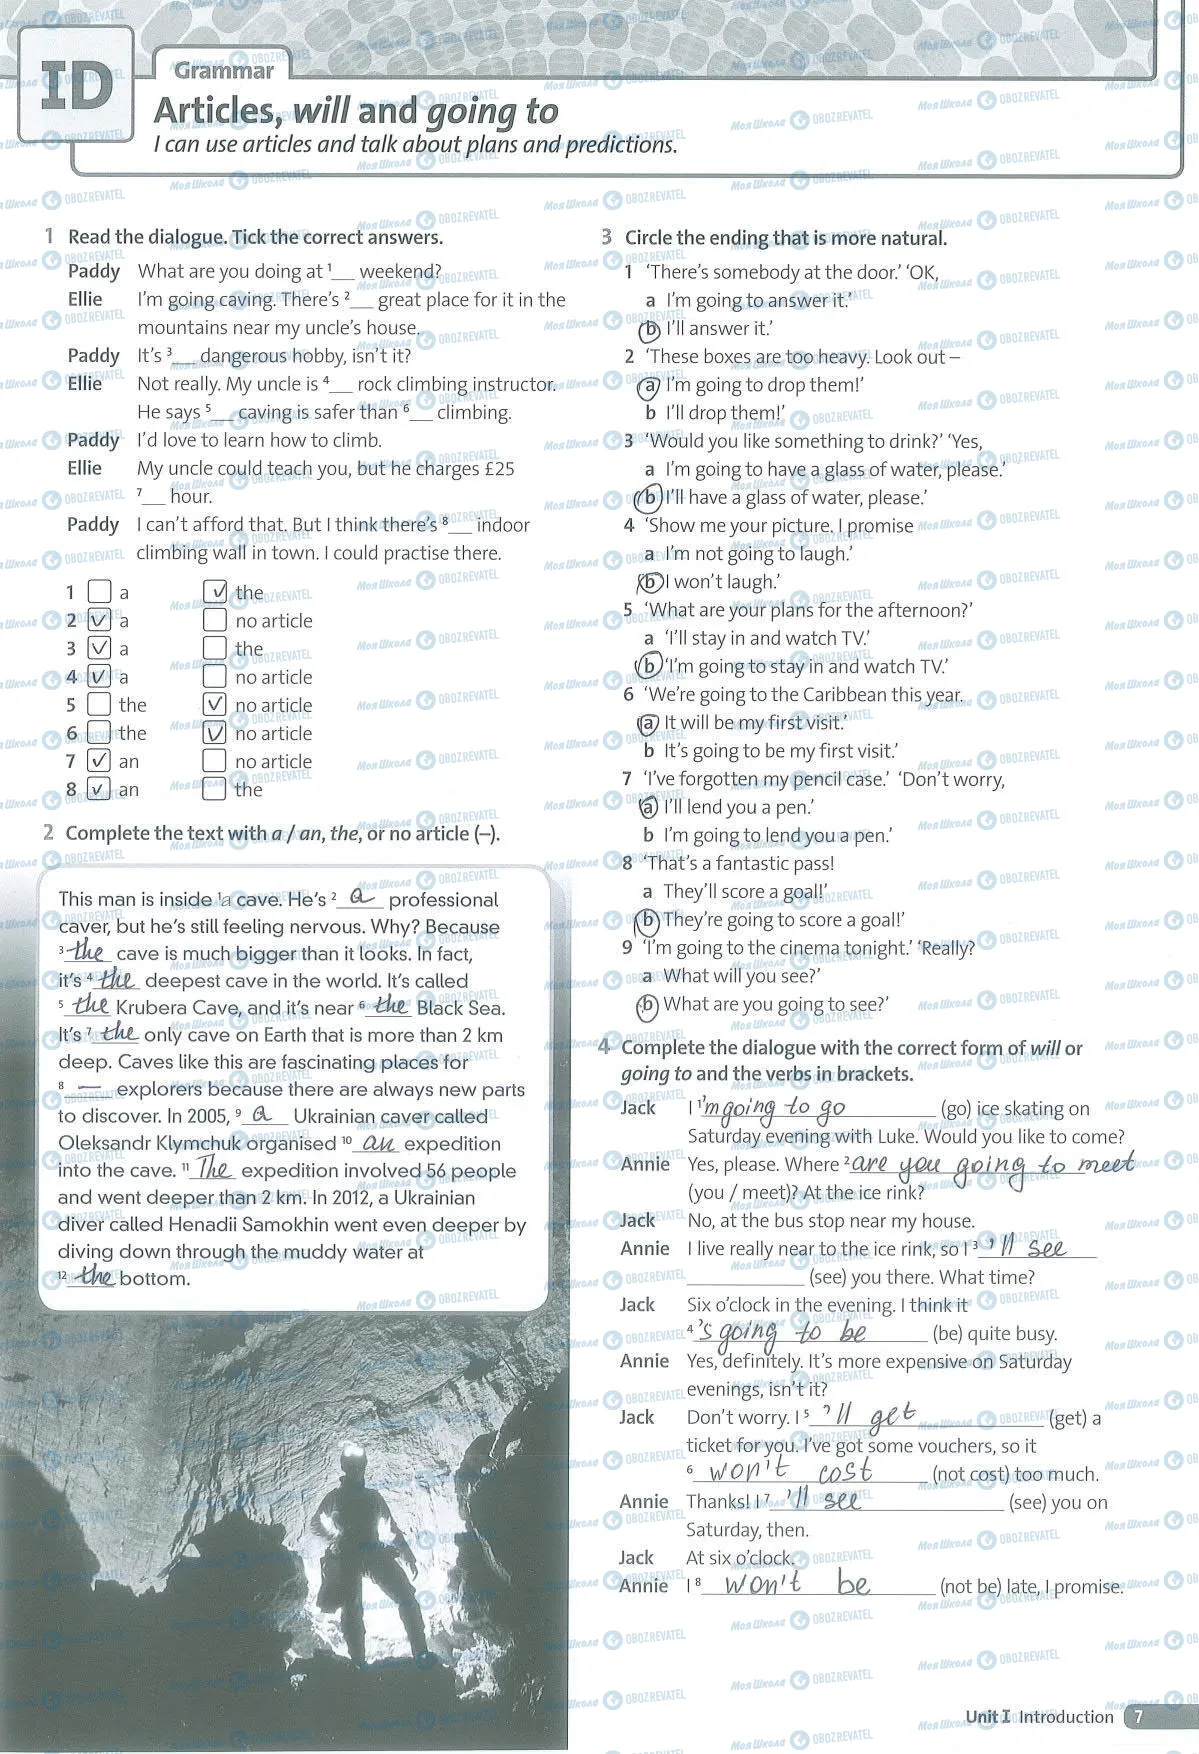 ID
Grammar
Articles, will and going to
I can use articles and talk about plans and predictions.
1 Read the dialogue. Tick the correct answers.
Paddy What are you doing at ¹__ weekend?
Ellie I'm going caving. There's ²__ great place for it in the
mountains near my uncle's house.
Paddy It's ³__ dangerous hobby, isn't it?
Ellie Not really. My uncle is ⁴__ rock climbing instructor.
He says ⁵__ caving is safer than ⁶__ climbing.
Paddy I'd love to learn how to climb.
Ellie My uncle could teach you, but he charges £25
⁷__ hour.
Paddy I can't afford that. But I think there's ⁸__ indoor
climbing wall in town. I could practise there.
1 a v the
2 v a no article
3 v a the
4 v a no article
5 the v no article
6 the v no article
7 v an no article
8 v an the
2 Complete the text with a / an, the, or no article (–).
This man is inside ¹a cave. He's ² a professional
caver, but he's still feeling nervous. Why? Because
³ the cave is much bigger than it looks. In fact,
it's ⁴ the deepest cave in the world. It's called
⁵ the Krubera Cave, and it's near ⁶ the Black Sea.
It's ⁷ the only cave on Earth that is more than 2 km
deep. Caves like this are fascinating places for
⁸ — explorers because there are always new parts
to discover. In 2005, ⁹ a Ukrainian caver called
Oleksandr Klymchuk organised ¹⁰ an expedition
into the cave. ¹¹ The expedition involved 56 people
and went deeper than 2 km. In 2012, a Ukrainian
diver called Henadii Samokhin went even deeper by
diving down through the muddy water at
¹² the bottom.
3 Circle the ending that is more natural.
1 'There's somebody at the door.' 'OK,
a I'm going to answer it.'
b I'll answer it.'
2 'These boxes are too heavy. Look out –
a I'm going to drop them!'
b I'll drop them!'
3 'Would you like something to drink?' 'Yes,
a I'm going to have a glass of water, please.'
b I'll have a glass of water, please.'
4 'Show me your picture. I promise
a I'm not going to laugh.'
b I won't laugh.'
5 'What are your plans for the afternoon?'
a 'I'll stay in and watch TV.'
b 'I'm going to stay in and watch TV.'
6 'We're going to the Caribbean this year.
a It will be my first visit.'
b It's going to be my first visit.'
7 'I've forgotten my pencil case.' 'Don't worry,
a I'll lend you a pen.'
b I'm going to lend you a pen.'
8 'That's a fantastic pass!
a They'll score a goal!'
b They're going to score a goal!'
9 'I'm going to the cinema tonight.' 'Really?
a What will you see?'
b What are you going to see?'
4 Complete the dialogue with the correct form of will or
going to and the verbs in brackets.
Jack I ¹ 'm going to go (go) ice skating on
Saturday evening with Luke. Would you like to come?
Annie Yes, please. Where ² are you going to meet
(you / meet)? At the ice rink?
Jack No, at the bus stop near my house.
Annie I live really near to the ice rink, so I ³ 'll see
____________ (see) you there. What time?
Jack Six o'clock in the evening. I think it
⁴ 's going to be (be) quite busy.
Annie Yes, definitely. It's more expensive on Saturday
evenings, isn't it?
Jack Don't worry. I ⁵ 'll get (get) a
ticket for you. I've got some vouchers, so it
⁶ won't cost (not cost) too much.
Annie Thanks! I ⁷ 'll see (see) you on
Saturday, then.
Jack At six o'clock.
Annie I ⁸ won't be (not be) late, I promise.
Unit I Introduction 7
МояШкола OBOZREVATEL